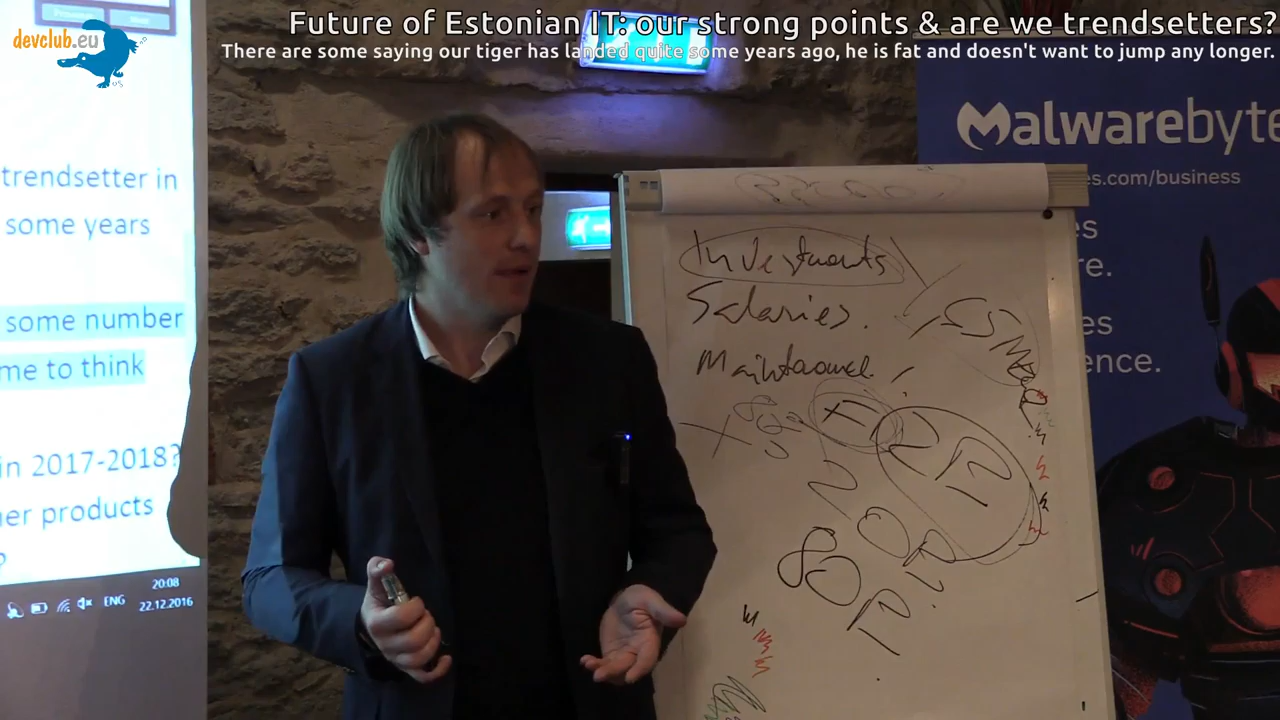 Future of Estonian IT: our strong points & are we trendsetters?
There are some saying our tiger has landed quite some years ago, he is fat and doesn't want to jump any longer.
devclub.eu
trendsetter in
some years
some number
me to think
in 2017-2018?
her products
?
20:08
ENG
22.12.2016
Malwarebyte
es.com/business
es
re.
es
ence.
Investments
Salaries.
Maintenance